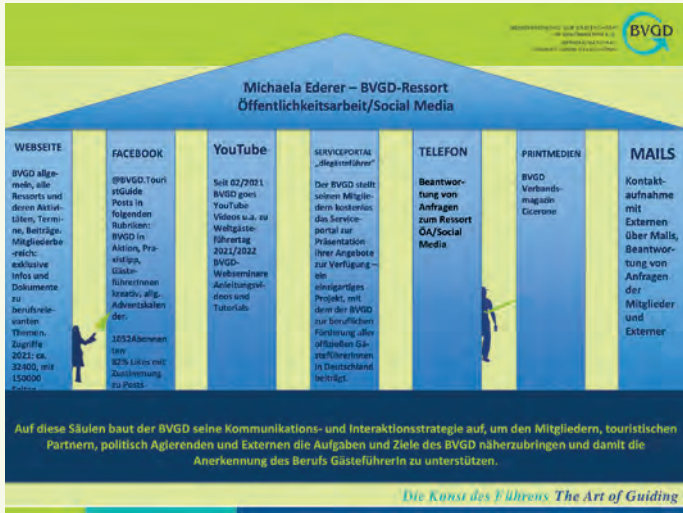 BVGD
Michaela Ederer – BVGD-Ressort
Öffentlichkeitsarbeit/Social Media
WEBSEITE
BVGD allge-
mein, alle
Ressorts und
deren Aktivi-
täten, Termi-
ne, Beiträge.
Mitgliederbe
-reich:
exklusive
Infos und
Dokumente
zu
berufsrele-
vanten
Themen.
Zugriffe
2021: ca.
32400, mit
150000
FACEBOOK
@BVGD.Touri
stGuide
Posts in
folgenden
Rubriken:
BVGD in
Aktion, Pra-
xistipp,
Gäste-
führerInnen
kreativ, allg.
Adventskalen
der.
1052Abonnen
ten
82% Likes mit
Zustimmung
zu Posts
YouTube
Seit 02/2021
BVGD goes
YouTube
Videos u.a. zu
Weltgäste-
führertag
2021/2022
BVGD-
Webseminare
Anleitungsvi-
deos und
Tutorials
SERVICEPORTAL
„diegästeführer"
Der BVGD stellt
seinen Mitglie-
dern kostenlos
das Service-
portal zur
Präsentation
ihrer Angebote
zur Verfügung –
ein
einzigartiges
Projekt, mit
dem der BVGD
zur beruflichen
Förderung aller
offiziellen Gä-
steführerInnen
in Deutschland
beiträgt.
TELEFON
Beantwor-
tung von
Anfragen
zum Ressort
ÖA/Social
Media
PRINTMEDIEN
BVGD
Verbands-
magazin
Cicerone
MAILS
Kontakt-
aufnahme
mit
Externen
über Mails,
Beantwor-
tung von
Anfragen
der
Mitglieder
und
Externer
Auf diese Säulen baut der BVGD seine Kommunikations- und Interaktionsstrategie auf, um den Mitgliedern, touristischen
Partnern, politisch Agierenden und Externen die Aufgaben und Ziele des BVGD näherzubringen und damit die
Anerkennung des Berufs GästeführerIn zu unterstützen.
Die Kunst des Führens The Art of Guiding